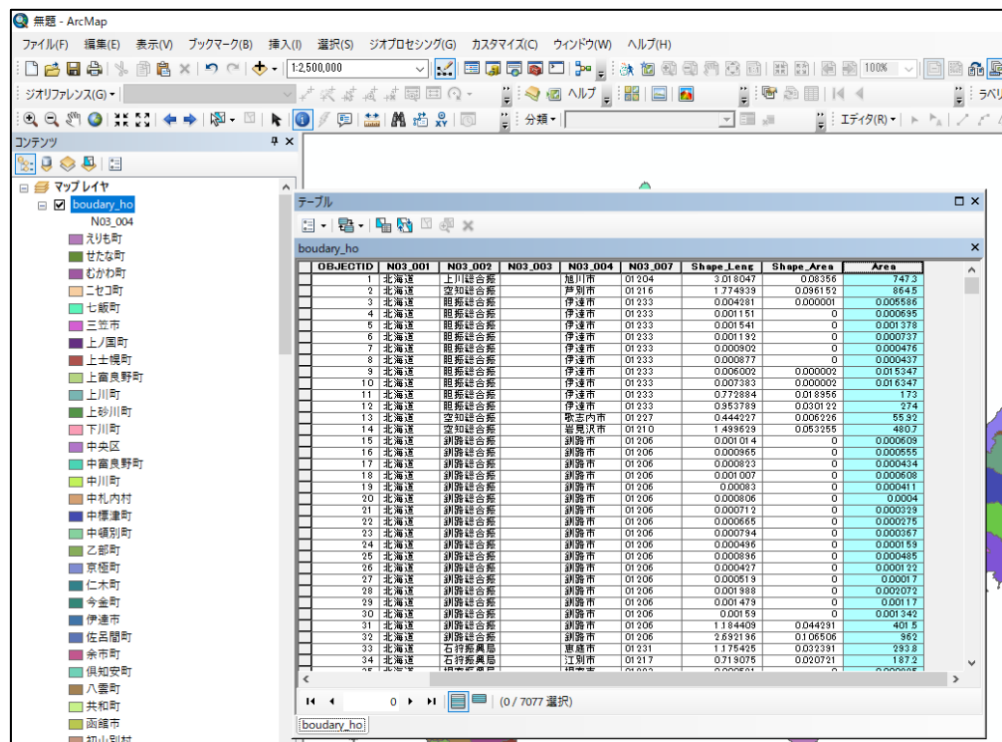 無題 - ArcMap
ファイル(F) 編集(E) 表示(V) ブックマーク(B) 挿入(I) 選択(S) ジオプロセシング(G) カスタマイズ(C) ウィンドウ(W) ヘルプ(H)
1:2,500,000 100%
ジオリファレンス(G) ヘルプ ラベリ
分類 エディタ(R)
コンテンツ
マップ レイヤ
boudary_ho
N03_004
えりも町
せたな町
むかわ町
ニセコ町
七飯町
三笠市
上ノ国町
上士幌町
上富良野町
上川町
上砂川町
下川町
中央区
中富良野町
中川町
中札内村
中標津町
中頓別町
乙部町
京極町
仁木町
今金町
伊達市
佐呂間町
余市町
倶知安町
八雲町
共和町
函館市
初山別村
テーブル
boudary_ho
OBJECTID N03_001 N03_002 N03_003 N03_004 N03_007 Shape_Leng Shape_Area Area
1 北海道 上川総合振 旭川市 01204 3.018047 0.08356 747.3
2 北海道 空知総合振 芦別市 01216 1.774939 0.096152 864.5
3 北海道 胆振総合振 伊達市 01233 0.004281 0.000001 0.005586
4 北海道 胆振総合振 伊達市 01233 0.001151 0 0.000695
5 北海道 胆振総合振 伊達市 01233 0.001541 0 0.001378
6 北海道 胆振総合振 伊達市 01233 0.001192 0 0.000737
7 北海道 胆振総合振 伊達市 01233 0.000902 0 0.000476
8 北海道 胆振総合振 伊達市 01233 0.000877 0 0.000437
9 北海道 胆振総合振 伊達市 01233 0.006002 0.000002 0.015347
10 北海道 胆振総合振 伊達市 01233 0.007383 0.000002 0.016347
11 北海道 胆振総合振 伊達市 01233 0.772884 0.018956 173
12 北海道 胆振総合振 伊達市 01233 0.953789 0.030122 274
13 北海道 空知総合振 歌志内市 01227 0.444227 0.006226 55.92
14 北海道 空知総合振 岩見沢市 01210 1.499629 0.053255 480.7
15 北海道 釧路総合振 釧路市 01206 0.001014 0 0.000609
16 北海道 釧路総合振 釧路市 01206 0.000965 0 0.000555
17 北海道 釧路総合振 釧路市 01206 0.000823 0 0.000434
18 北海道 釧路総合振 釧路市 01206 0.001007 0 0.000608
19 北海道 釧路総合振 釧路市 01206 0.00083 0 0.000411
20 北海道 釧路総合振 釧路市 01206 0.000806 0 0.0004
21 北海道 釧路総合振 釧路市 01206 0.000712 0 0.000329
22 北海道 釧路総合振 釧路市 01206 0.000665 0 0.000275
23 北海道 釧路総合振 釧路市 01206 0.000794 0 0.000367
24 北海道 釧路総合振 釧路市 01206 0.000496 0 0.000159
25 北海道 釧路総合振 釧路市 01206 0.000896 0 0.000485
26 北海道 釧路総合振 釧路市 01206 0.000427 0 0.000122
27 北海道 釧路総合振 釧路市 01206 0.000519 0 0.00017
28 北海道 釧路総合振 釧路市 01206 0.001988 0 0.002072
29 北海道 釧路総合振 釧路市 01206 0.001479 0 0.00117
30 北海道 釧路総合振 釧路市 01206 0.00159 0 0.001342
31 北海道 釧路総合振 釧路市 01206 1.184409 0.044291 401.5
32 北海道 釧路総合振 釧路市 01206 2.692196 0.106506 962
33 北海道 石狩振興局 恵庭市 01231 1.175425 0.032391 293.8
34 北海道 石狩振興局 江別市 01217 0.719075 0.020721 187.2
0 (0 / 7077 選択)
boudary_ho